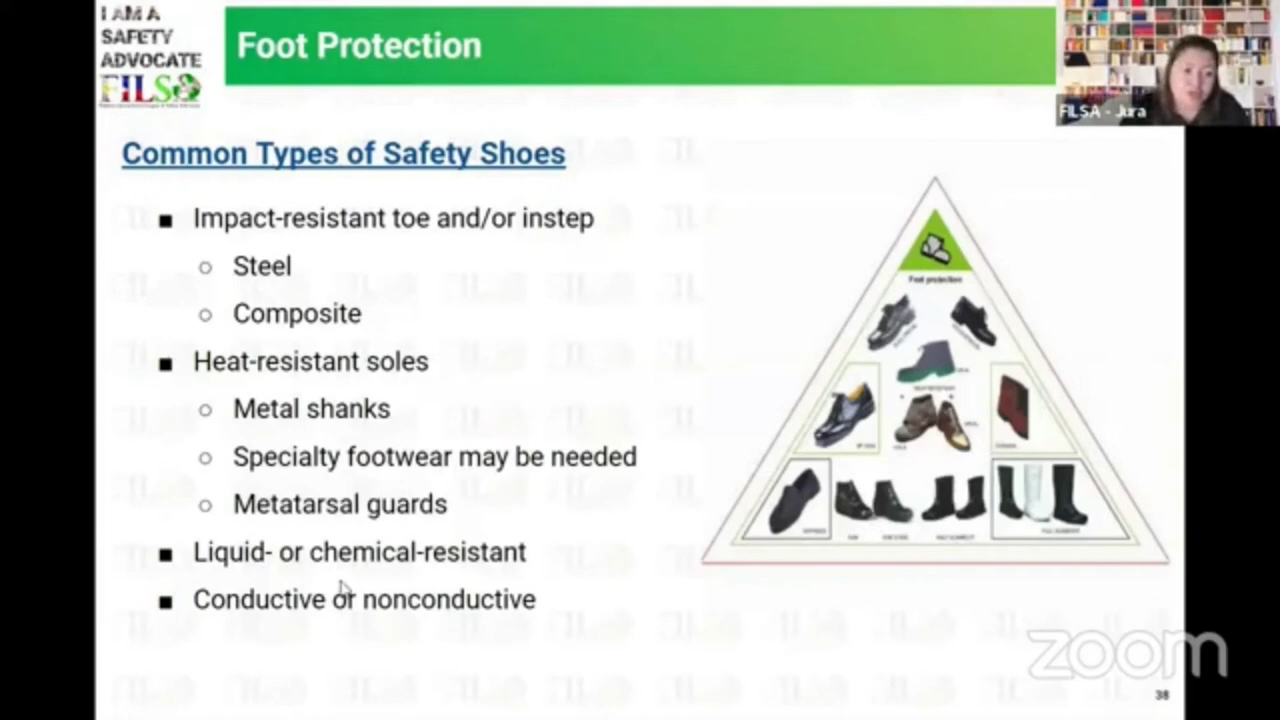 I AM A
SAFETY
ADVOCATE
FILSA
Foot Protection
FILSA - Jura
Common Types of Safety Shoes
■ Impact-resistant toe and/or instep
○ Steel
○ Composite
■ Heat-resistant soles
○ Metal shanks
○ Specialty footwear may be needed
○ Metatarsal guards
■ Liquid- or chemical-resistant
■ Conductive or nonconductive
Foot protection
zoom
38